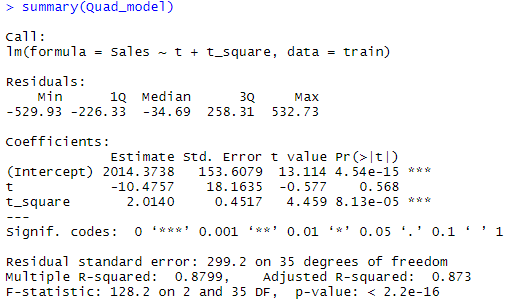 > summary(Quad_model)
Call:
lm(formula = Sales ~ t + t_square, data = train)
Residuals:
    Min      1Q  Median      3Q     Max
-529.93 -226.33  -34.69  258.31  532.73
Coefficients:
             Estimate Std. Error t value Pr(>|t|)
(Intercept) 2014.3738   153.6079  13.114 4.54e-15 ***
t            -10.4757    18.1635  -0.577    0.568
t_square       2.0140     0.4517   4.459 8.13e-05 ***
---
Signif. codes:  0 ‘***’ 0.001 ‘**’ 0.01 ‘*’ 0.05 ‘.’ 0.1 ‘ ’ 1
Residual standard error: 299.2 on 35 degrees of freedom
Multiple R-squared:  0.8799,    Adjusted R-squared:  0.873
F-statistic: 128.2 on 2 and 35 DF,  p-value: < 2.2e-16